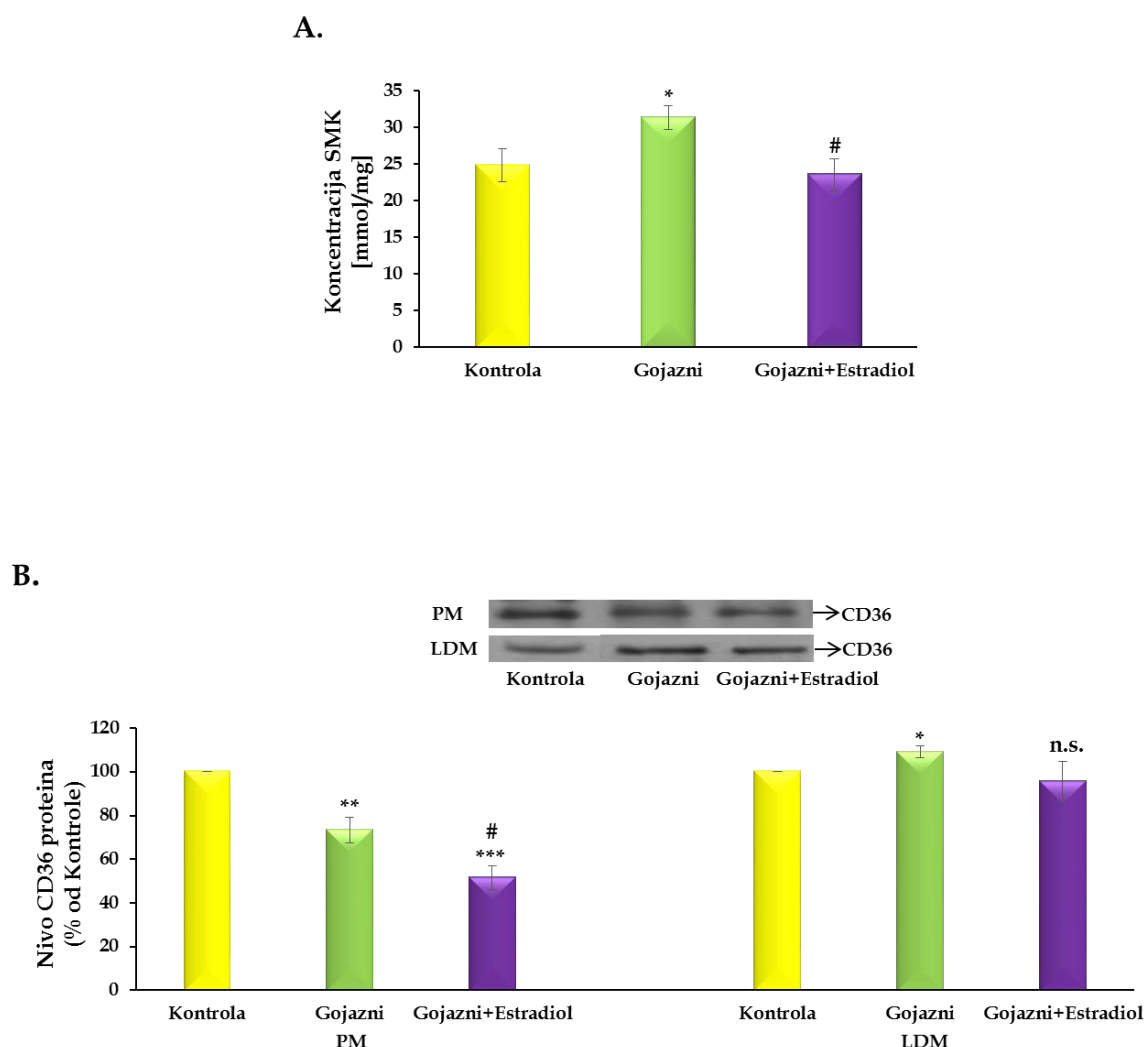 A.
Koncentracija SMK
[mmol/mg]
35
30
25
20
15
10
5
0
*
#
Kontrola Gojazni Gojazni+Estradiol
B.
PM →CD36
LDM →CD36
Kontrola Gojazni Gojazni+Estradiol
Nivo CD36 proteina
(% od Kontrole)
120
100
80
60
40
20
0
**
#
***
*
n.s.
Kontrola Gojazni Gojazni+Estradiol Kontrola Gojazni Gojazni+Estradiol
PM LDM